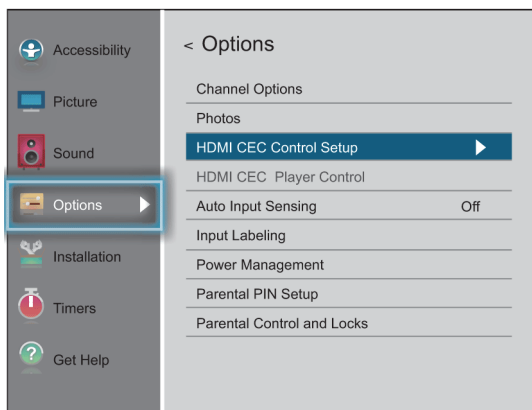 Accessibility
Picture
Sound
Options
Installation
Timers
Get Help
< Options
Channel Options
Photos
HDMI CEC Control Setup
HDMI CEC  Player Control
Auto Input Sensing Off
Input Labeling
Power Management
Parental PIN Setup
Parental Control and Locks